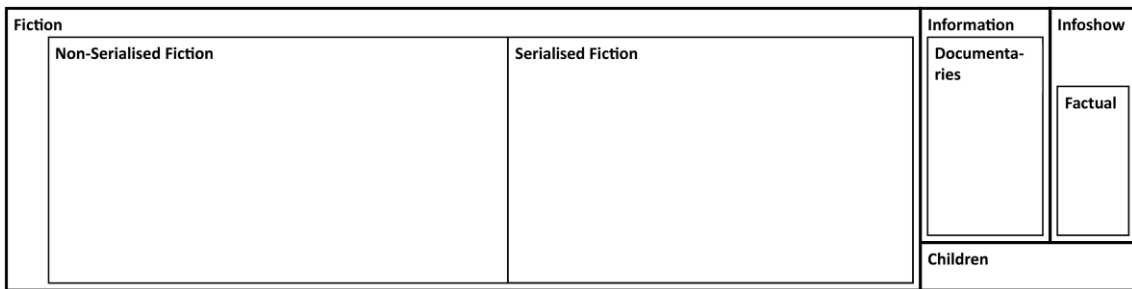 Fiction
Non-Serialised Fiction
Serialised Fiction
Information
Documenta-
ries
Infoshow
Factual
Children